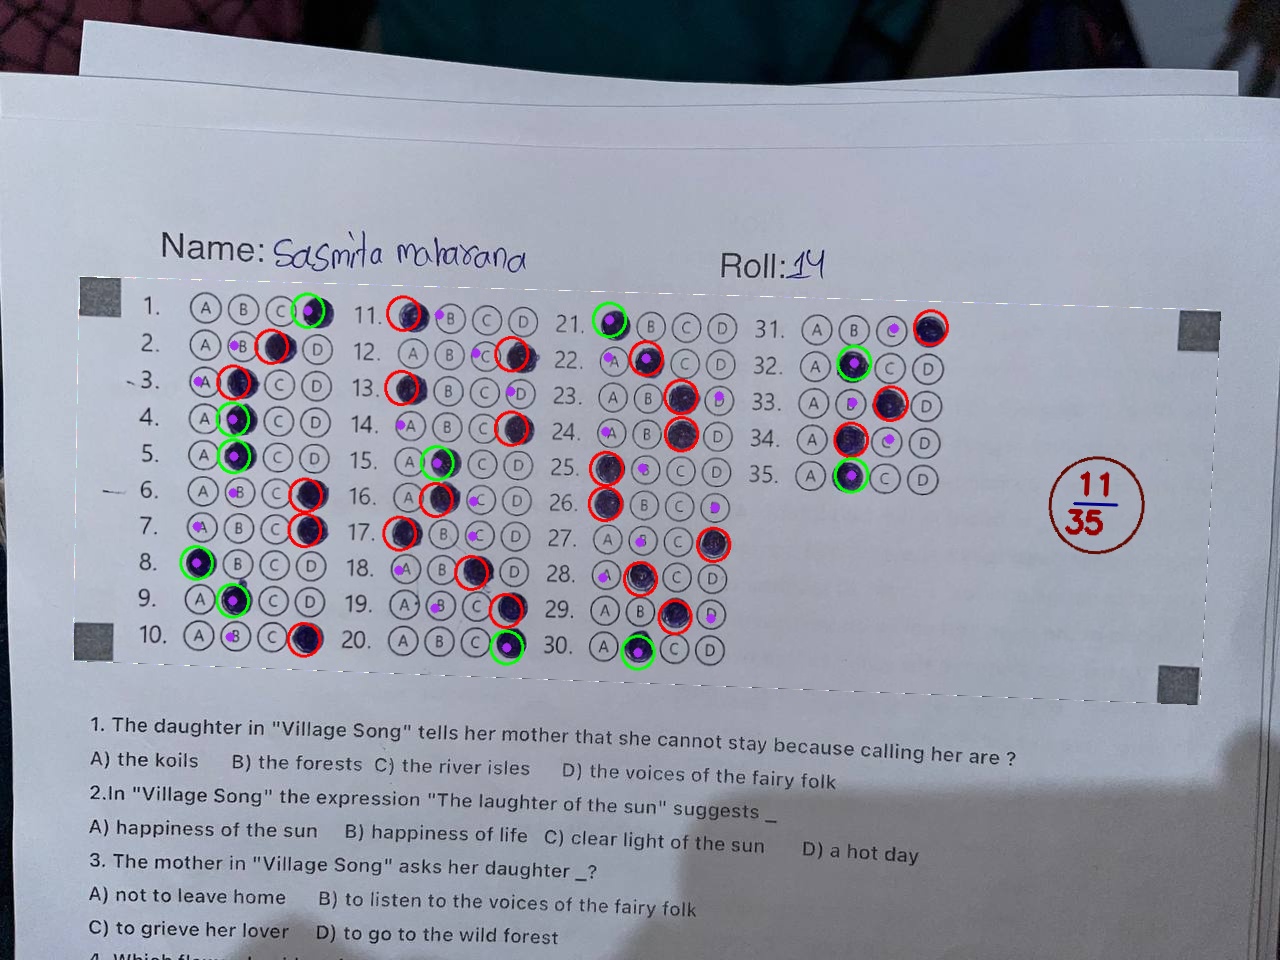 Name: Sasmita maharana
Roll: 14
1. A B C 11. B C D 21. B C D 31. A B C
2. A B D 12. A B C 22. A C D 32. A C D
3. A C D 13. B C D 23. A B D 33. A B D
4. A C D 14. A B C 24. A B D 34. A C D
5. A C D 15. A C D 25. B C D 35. A C D
6. A B C 16. A C D 26. B C D
7. A B C 17. B C D 27. A B C
8. B C D 18. A B D 28. A C D
9. A C D 19. A B C 29. A B D
10. A B C 20. A B C 30. A C D
11
35
1. The daughter in "Village Song" tells her mother that she cannot stay because calling her are ?
A) the koils B) the forests C) the river isles D) the voices of the fairy folk
2.In "Village Song" the expression "The laughter of the sun" suggests _
A) happiness of the sun B) happiness of life C) clear light of the sun D) a hot day
3. The mother in "Village Song" asks her daughter _?
A) not to leave home B) to listen to the voices of the fairy folk
C) to grieve her lover D) to go to the wild forest